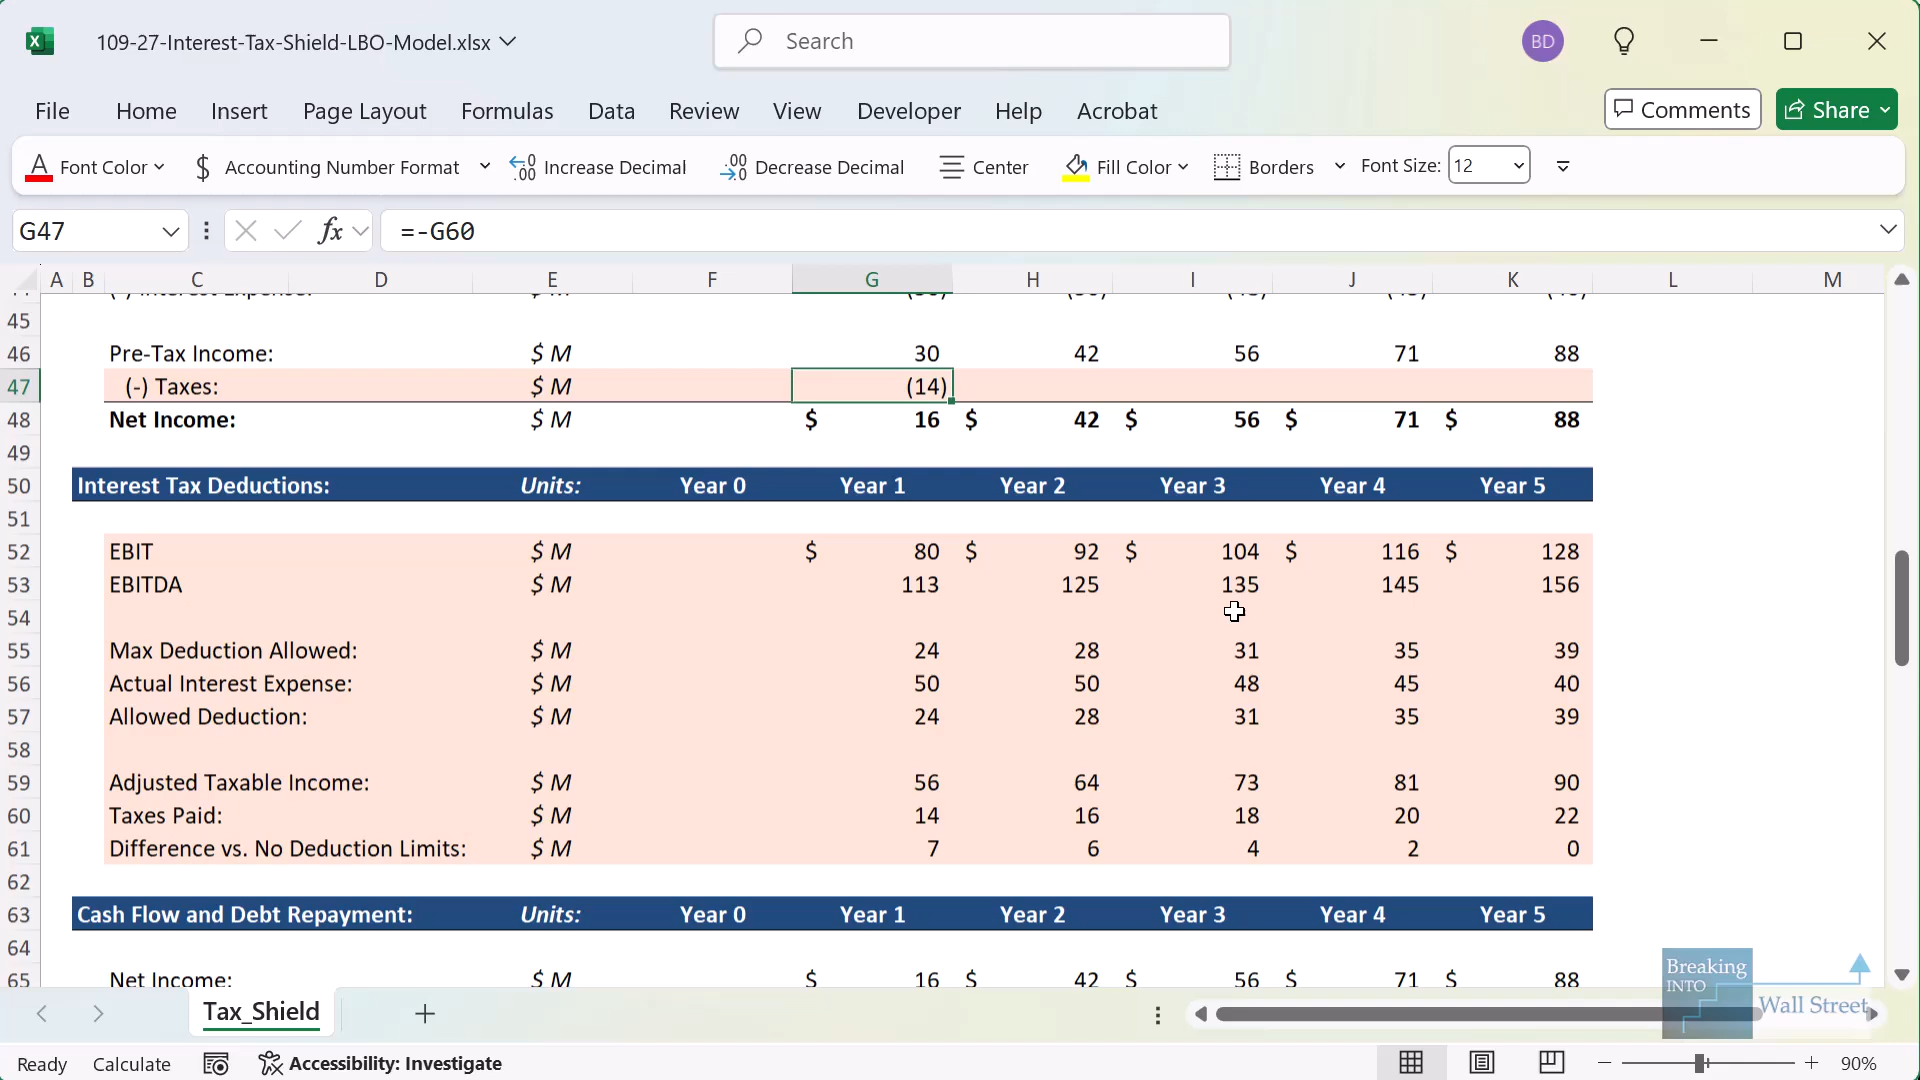 109-27-Interest-Tax-Shield-LBO-Model.xlsx
Search
BD
File Home Insert Page Layout Formulas Data Review View Developer Help Acrobat Comments Share
Font Color $ Accounting Number Format Increase Decimal Decrease Decimal Center Fill Color Borders Font Size: 12
G47 fx =-G60
A B C D E F G H I J K L M
45
46 Pre-Tax Income: $ M 30 42 56 71 88
47 (-) Taxes: $ M (14)
48 Net Income: $ M $ 16 $ 42 $ 56 $ 71 $ 88
49
50 Interest Tax Deductions: Units: Year 0 Year 1 Year 2 Year 3 Year 4 Year 5
51
52 EBIT $ M $ 80 $ 92 $ 104 $ 116 $ 128
53 EBITDA $ M 113 125 135 145 156
54
55 Max Deduction Allowed: $ M 24 28 31 35 39
56 Actual Interest Expense: $ M 50 50 48 45 40
57 Allowed Deduction: $ M 24 28 31 35 39
58
59 Adjusted Taxable Income: $ M 56 64 73 81 90
60 Taxes Paid: $ M 14 16 18 20 22
61 Difference vs. No Deduction Limits: $ M 7 6 4 2 0
62
63 Cash Flow and Debt Repayment: Units: Year 0 Year 1 Year 2 Year 3 Year 4 Year 5
64
65 Net Income: $ M $ 16 $ 42 $ 56 $ 71 $ 88
Breaking
INTO
Wall Street
Tax_Shield
Ready Calculate Accessibility: Investigate 90%